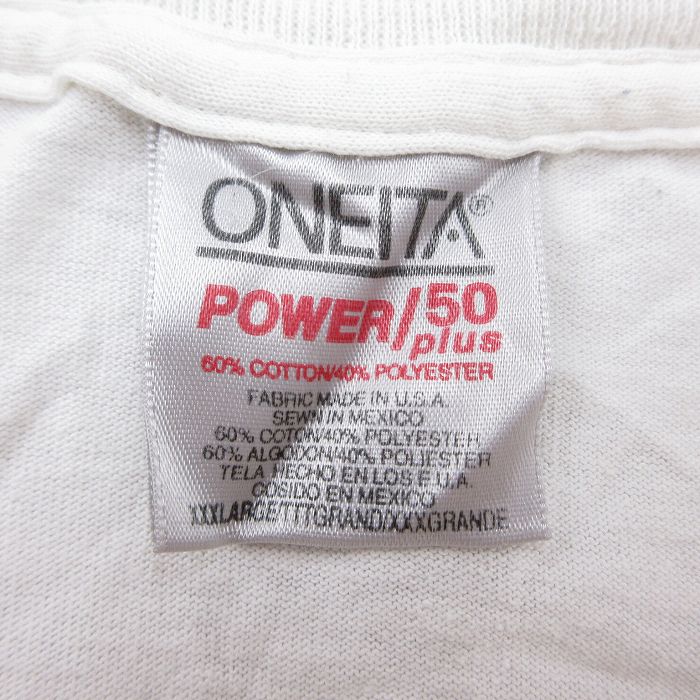 ONEITA®
POWER/50
plus
60% COTTON/40% POLYESTER
FABRIC MADE IN U.S.A.
SEWN IN MEXICO
60% COTON/40% POLYESTER
60% ALGODON/40% POLIESTER
TELA HECHO EN LOS E.U.A.
COSIDO EN MEXICO
XXXLARGE/TTTGRAND/XXXGRANDE